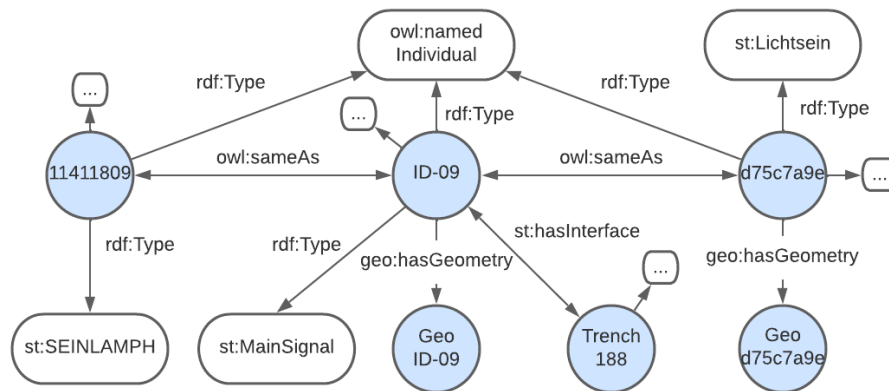 owl:named
Individual
st:Lichtsein
rdf:Type
...
...
rdf:Type
rdf:Type
rdf:Type
11411809
owl:sameAs
ID-09
owl:sameAs
d75c7a9e
...
rdf:Type
rdf:Type
st:hasInterface
geo:hasGeometry
geo:hasGeometry
...
st:SEINLAMPH
st:MainSignal
Geo
ID-09
Trench
188
Geo
d75c7a9e